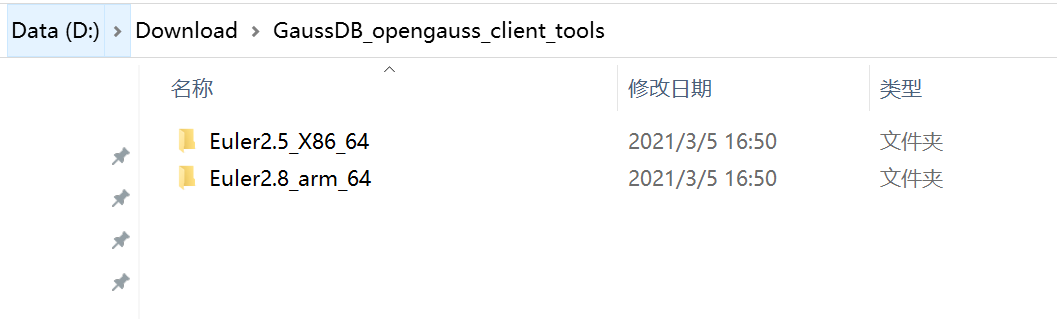 Data (D:) > Download > GaussDB_opengauss_client_tools
名称 修改日期 类型
Euler2.5_X86_64 2021/3/5 16:50 文件夹
Euler2.8_arm_64 2021/3/5 16:50 文件夹